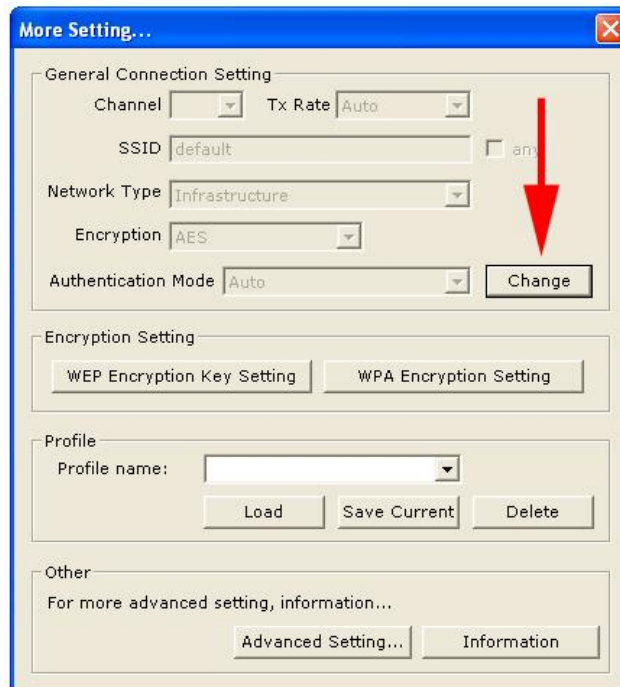 More Setting...
General Connection Setting
Channel Tx Rate Auto
SSID default any
Network Type Infrastructure
Encryption AES
Authentication Mode Auto Change
Encryption Setting
WEP Encryption Key Setting WPA Encryption Setting
Profile
Profile name:
Load Save Current Delete
Other
For more advanced setting, information...
Advanced Setting... Information